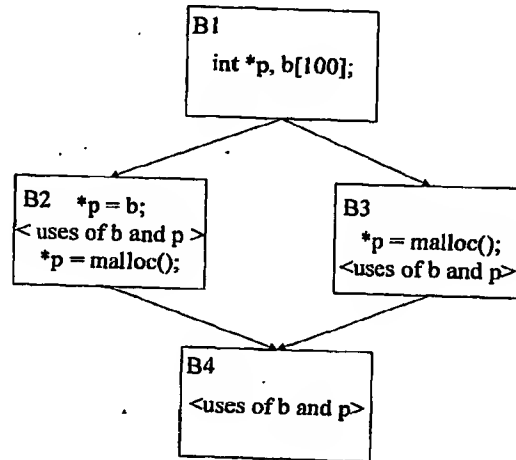 B1
int *p, b[100];
B2
*p = b;
< uses of b and p >
*p = malloc();
B3
*p = malloc();
<uses of b and p>
B4
<uses of b and p>